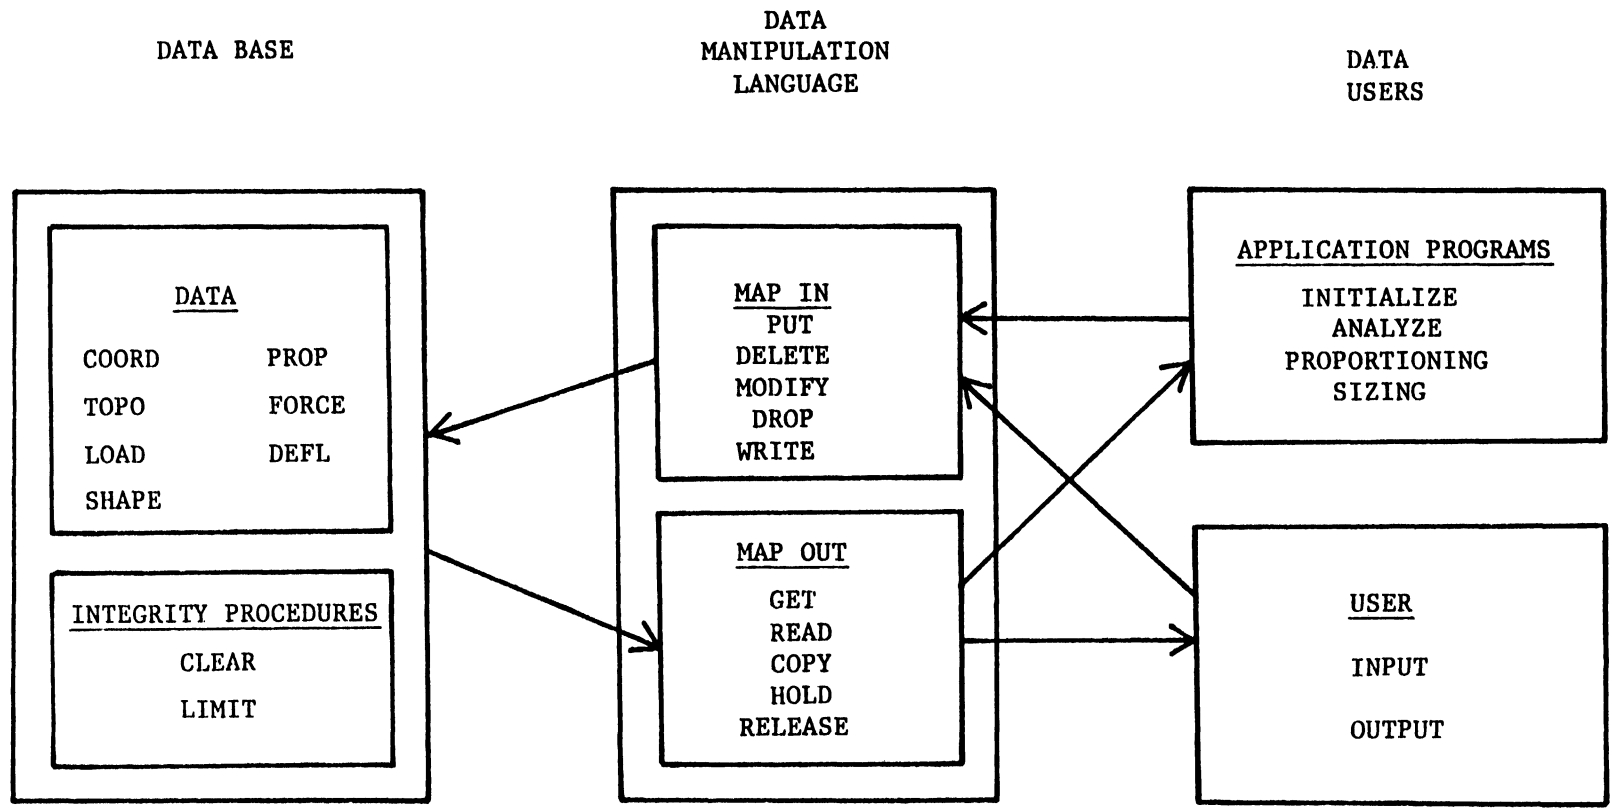 DATA BASE
DATA
MANIPULATION
LANGUAGE
DATA
USERS
DATA
COORD PROP
TOPO FORCE
LOAD DEFL
SHAPE
INTEGRITY PROCEDURES
CLEAR
LIMIT
MAP IN
PUT
DELETE
MODIFY
DROP
WRITE
MAP OUT
GET
READ
COPY
HOLD
RELEASE
APPLICATION PROGRAMS
INITIALIZE
ANALYZE
PROPORTIONING
SIZING
USER
INPUT
OUTPUT